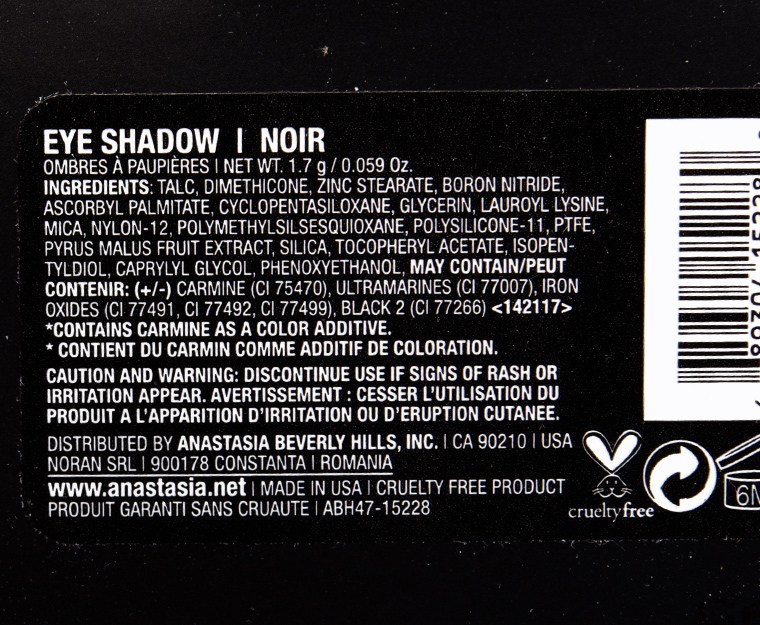 EYE SHADOW | NOIR
OMBRES À PAUPIÈRES | NET WT. 1.7 g / 0.059 Oz.
INGREDIENTS: TALC, DIMETHICONE, ZINC STEARATE, BORON NITRIDE,
ASCORBYL PALMITATE, CYCLOPENTASILOXANE, GLYCERIN, LAUROYL LYSINE,
MICA, NYLON-12, POLYMETHYLSILSESQUIOXANE, POLYSILICONE-11, PTFE,
PYRUS MALUS FRUIT EXTRACT, SILICA, TOCOPHERYL ACETATE, ISOPEN-
TYLDIOL, CAPRYLYL GLYCOL, PHENOXYETHANOL, MAY CONTAIN/PEUT
CONTENIR: (+/-) CARMINE (CI 75470), ULTRAMARINES (CI 77007), IRON
OXIDES (CI 77491, CI 77492, CI 77499), BLACK 2 (CI 77266) <142117>
*CONTAINS CARMINE AS A COLOR ADDITIVE.
* CONTIENT DU CARMIN COMME ADDITIF DE COLORATION.
CAUTION AND WARNING: DISCONTINUE USE IF SIGNS OF RASH OR
IRRITATION APPEAR. AVERTISSEMENT : CESSER L'UTILISATION DU
PRODUIT A L'APPARITION D'IRRITATION OU D'ERUPTION CUTANEE.
DISTRIBUTED BY ANASTASIA BEVERLY HILLS, INC. | CA 90210 | USA
NORAN SRL | 900178 CONSTANTA | ROMANIA
www.anastasia.net | MADE IN USA | CRUELTY FREE PRODUCT
PRODUIT GARANTI SANS CRUAUTE | ABH47-15228
crueltyfree